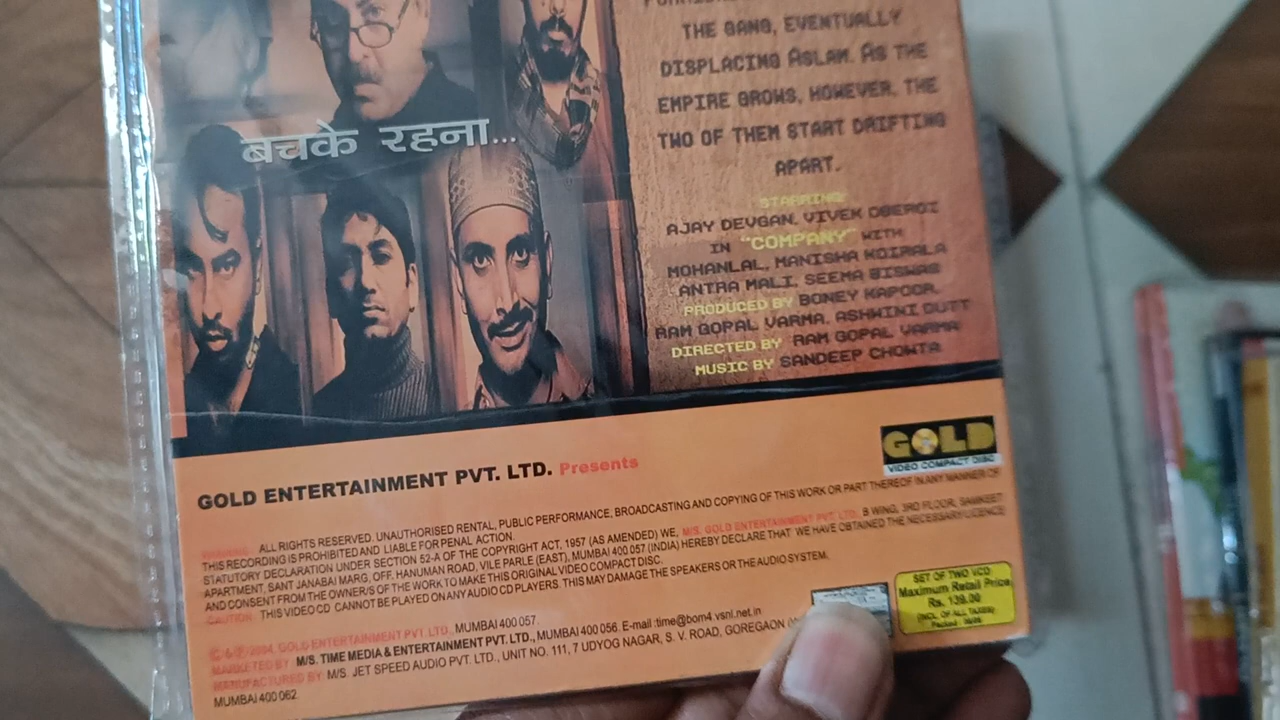 बचके रहना...
THE GANG, EVENTUALLY
DISPLACING ASLAM. AS THE
EMPIRE GROWS, HOWEVER, THE
TWO OF THEM START DRIFTING
APART.
STARRING
AJAY DEVGAN, VIVEK OBEROI
IN "COMPANY" WITH
MOHANLAL, MANISHA KOIRALA
ANTRA MALI, SEEMA BISWAS
PRODUCED BY BONEY KAPOOR,
RAM GOPAL VARMA, ASHWINI DUTT
DIRECTED BY RAM GOPAL VARMA
MUSIC BY SANDEEP CHOWTA
GOLD
VIDEO COMPACT DISC
GOLD ENTERTAINMENT PVT. LTD. Presents
WARNING: ALL RIGHTS RESERVED. UNAUTHORISED RENTAL, PUBLIC PERFORMANCE, BROADCASTING AND COPYING OF THIS WORK OR PART THEREOF IN ANY MANNER OF
THIS RECORDING IS PROHIBITED AND LIABLE FOR PENAL ACTION.
STATUTORY DECLARATION UNDER SECTION 52-A OF THE COPYRIGHT ACT, 1957 (AS AMENDED) WE, M/S. GOLD ENTERTAINMENT PVT. LTD. B WING, 3RD FLOOR, SAMKEET
APARTMENT, SANT JANABAI MARG, OFF. HANUMAN ROAD, VILE PARLE (EAST), MUMBAI 400 057 (INDIA) HEREBY DECLARE THAT WE HAVE OBTAINED THE NECESSARY LICENCE
AND CONSENT FROM THE OWNER/S OF THE WORK TO MAKE THIS ORIGINAL VIDEO COMPACT DISC.
CAUTION: THIS VIDEO CD CANNOT BE PLAYED ON ANY AUDIO CD PLAYERS. THIS MAY DAMAGE THE SPEAKERS OR THE AUDIO SYSTEM.
© & ℗ 2004, GOLD ENTERTAINMENT PVT. LTD., MUMBAI 400 057.
MARKETED BY: M/S. TIME MEDIA & ENTERTAINMENT PVT. LTD., MUMBAI 400 056. E-mail :time@bom4.vsnl.net.in
MANUFACTURED BY: M/S. JET SPEED AUDIO PVT. LTD., UNIT NO. 111, 7 UDYOG NAGAR, S. V. ROAD, GOREGAON
MUMBAI 400 062.
SET OF TWO VCD
Maximum Retail Price
Rs. 139.00
(INCL. OF ALL TAXES)
Packed :